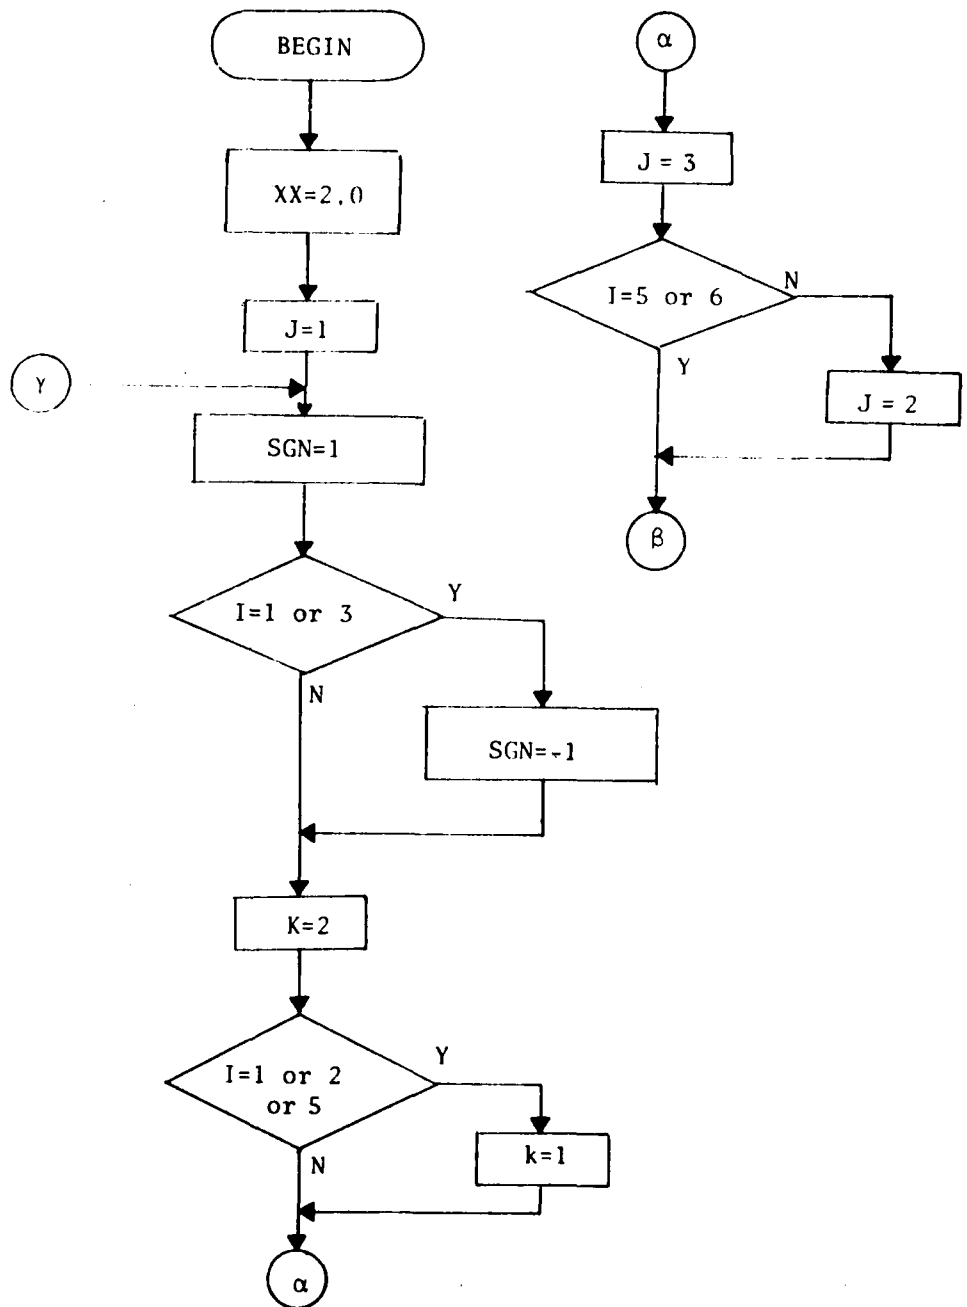 BEGIN
XX=2.0
J=1
γ
SGN=1
I=1 or 3
Y
N
SGN=-1
K=2
I=1 or 2
or 5
Y
N
k=1
α
α
J = 3
I=5 or 6
N
Y
J = 2
β